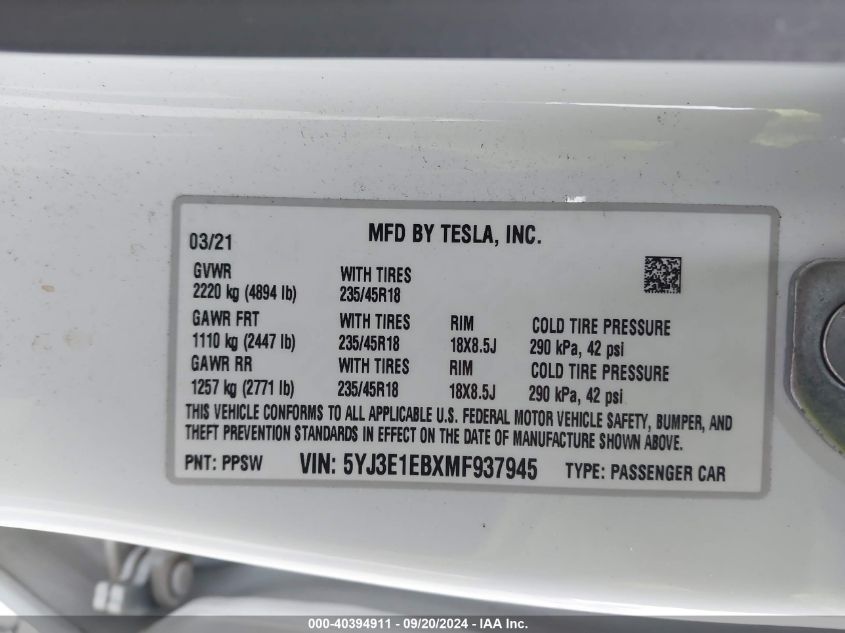 03/21 MFD BY TESLA, INC.
GVWR WITH TIRES
2220 kg (4894 lb) 235/45R18
GAWR FRT WITH TIRES RIM COLD TIRE PRESSURE
1110 kg (2447 lb) 235/45R18 18X8.5J 290 kPa, 42 psi
GAWR RR WITH TIRES RIM COLD TIRE PRESSURE
1257 kg (2771 lb) 235/45R18 18X8.5J 290 kPa, 42 psi
THIS VEHICLE CONFORMS TO ALL APPLICABLE U.S. FEDERAL MOTOR VEHICLE SAFETY, BUMPER, AND
THEFT PREVENTION STANDARDS IN EFFECT ON THE DATE OF MANUFACTURE SHOWN ABOVE.
PNT: PPSW VIN: 5YJ3E1EBXMF937945 TYPE: PASSENGER CAR
000-40394911 - 09/20/2024 - IAA Inc.